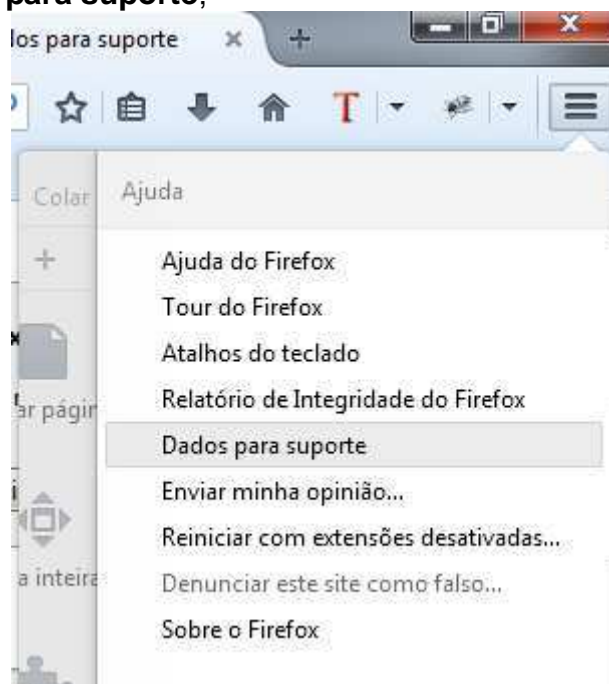 para suporte,
los para suporte
Colar
Ajuda
Ajuda do Firefox
Tour do Firefox
Atalhos do teclado
Relatório de Integridade do Firefox
ar págin
Dados para suporte
Enviar minha opinião...
Reiniciar com extensões desativadas...
a inteira
Denunciar este site como falso...
Sobre o Firefox